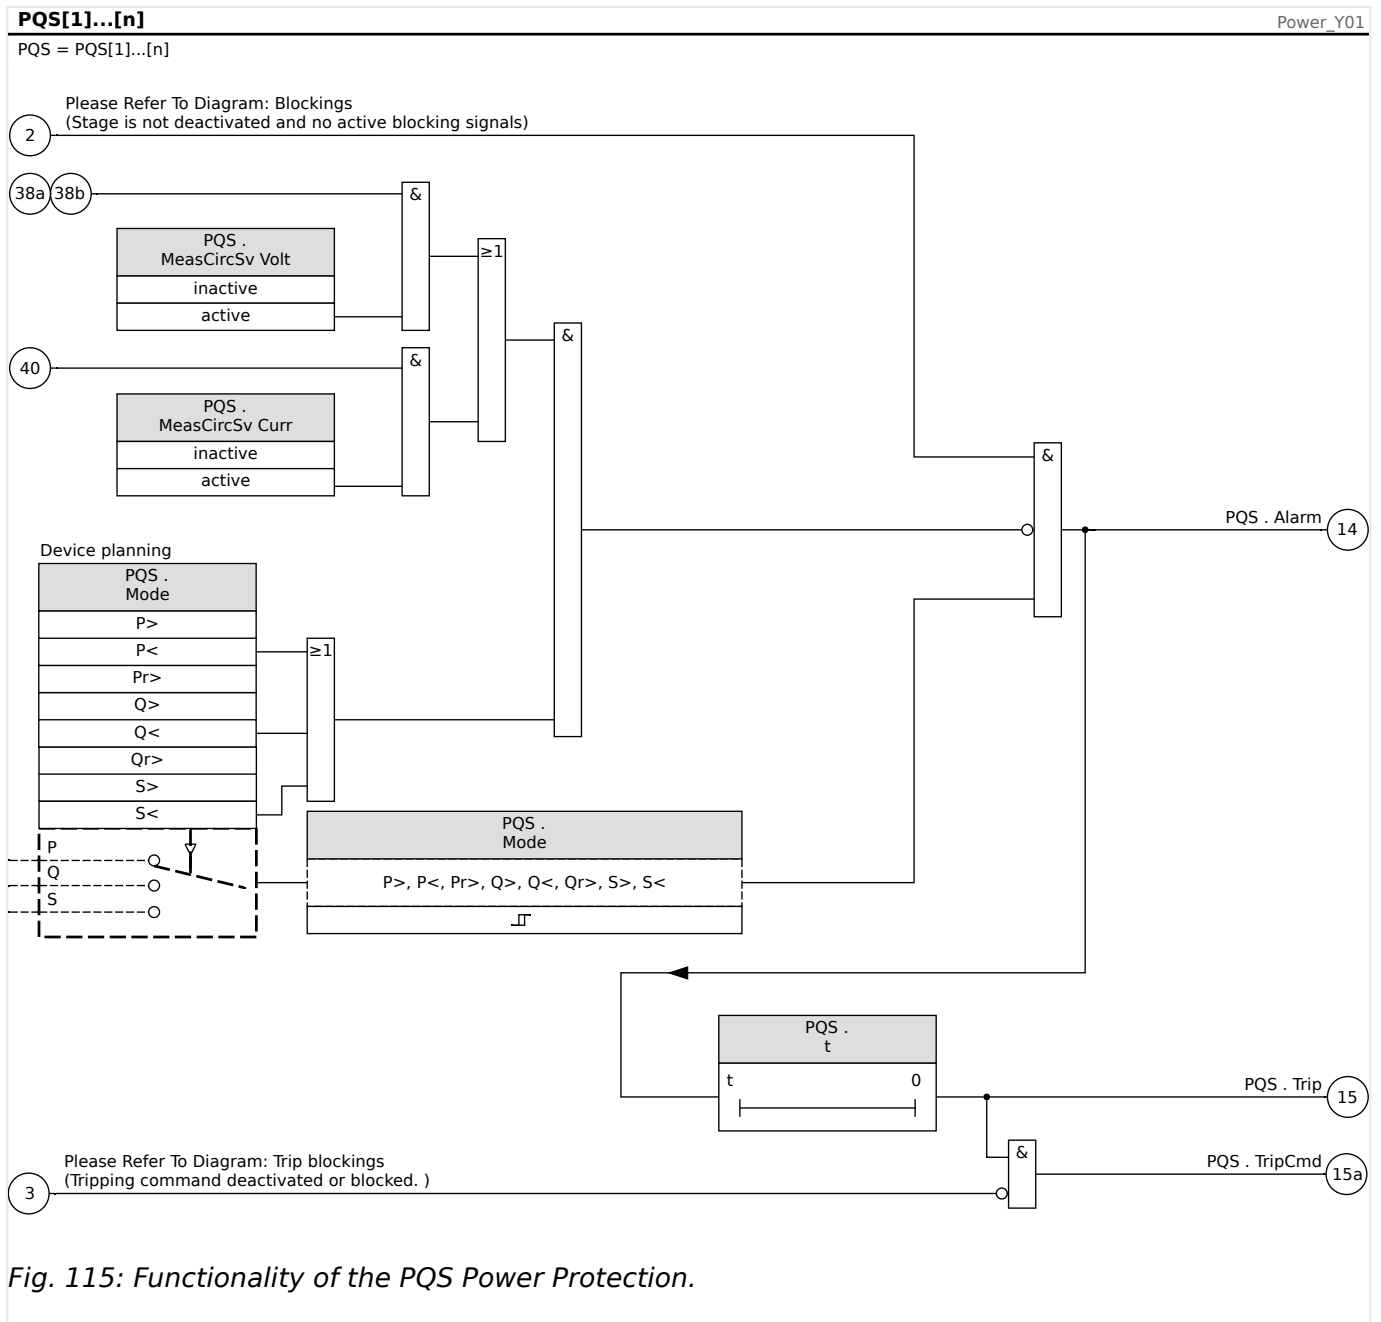 PQS[1]...[n]
Power_Y01
PQS = PQS[1]...[n]
Please Refer To Diagram: Blockings
(Stage is not deactivated and no active blocking signals)
2
38a 38b
&
PQS .
MeasCircSv Volt
inactive
active
≥1
&
40
&
PQS .
MeasCircSv Curr
inactive
active
&
PQS . Alarm
14
Device planning
PQS .
Mode
P>
P<
Pr>
Q>
Q<
Qr>
S>
S<
≥1
P
Q
S
PQS .
Mode
P>, P<, Pr>, Q>, Q<, Qr>, S>, S<
PQS .
t
t 0
PQS . Trip
15
Please Refer To Diagram: Trip blockings
(Tripping command deactivated or blocked. )
3
&
PQS . TripCmd
15a
Fig. 115: Functionality of the PQS Power Protection.